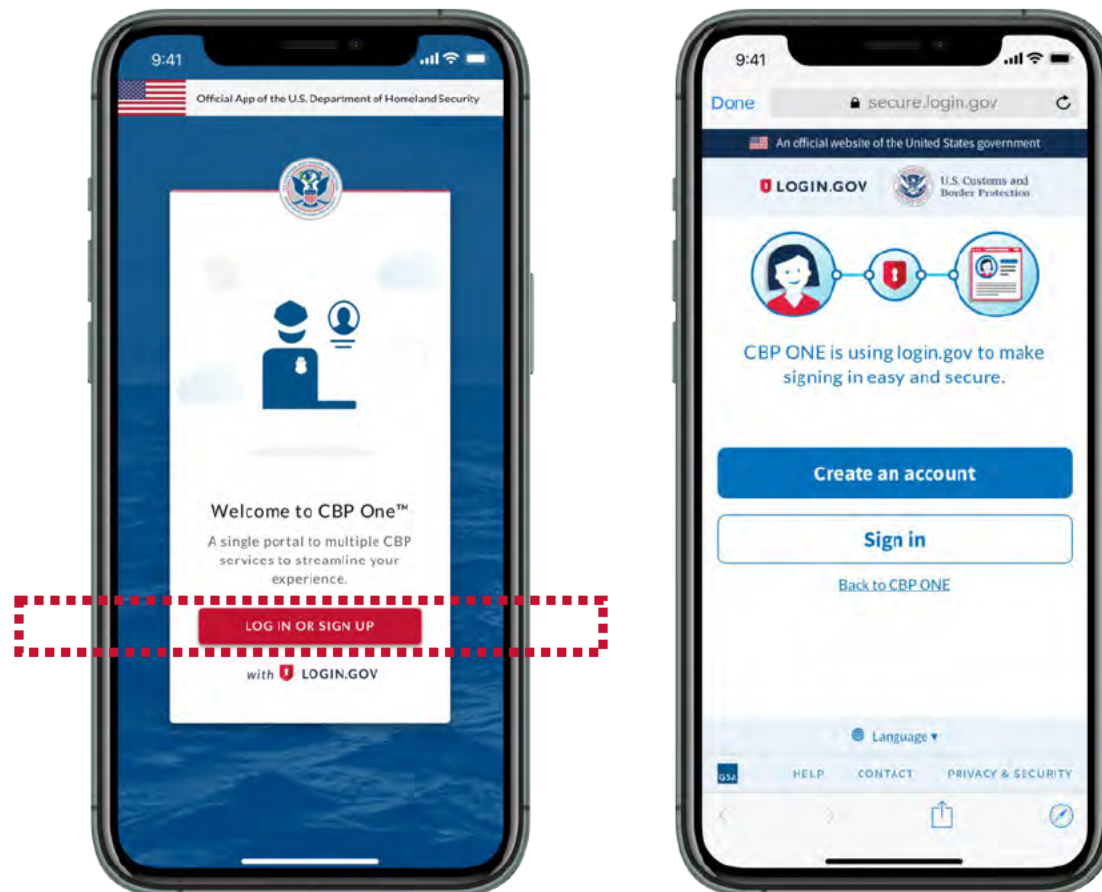 9:41
Official App of the U.S. Department of Homeland Security
Welcome to CBP One™
A single portal to multiple CBP
services to streamline your
experience.
LOG IN OR SIGN UP
with LOGIN.GOV
9:41
Done secure.login.gov
An official website of the United States government
LOGIN.GOV
U.S. Customs and
Border Protection
CBP ONE is using login.gov to make
signing in easy and secure.
Create an account
Sign in
Back to CBP ONE
Language
GSA HELP CONTACT PRIVACY & SECURITY